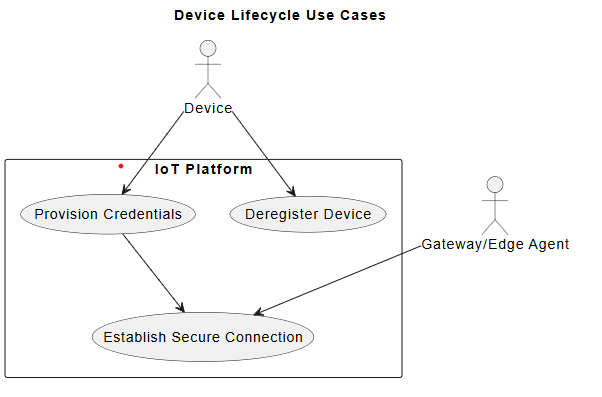 Device Lifecycle Use Cases
Device
IoT Platform
Provision Credentials
Deregister Device
Gateway/Edge Agent
Establish Secure Connection